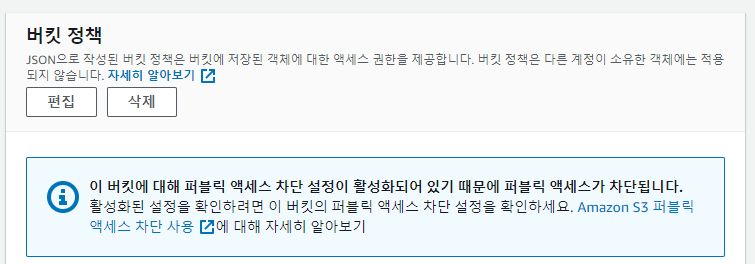 버킷 정책
JSON으로 작성된 버킷 정책은 버킷에 저장된 객체에 대한 액세스 권한을 제공합니다. 버킷 정책은 다른 계정이 소유한 객체에는 적용
되지 않습니다. 자세히 알아보기
편집 삭제
이 버킷에 대해 퍼블릭 액세스 차단 설정이 활성화되어 있기 때문에 퍼블릭 액세스가 차단됩니다.
활성화된 설정을 확인하려면 이 버킷의 퍼블릭 액세스 차단 설정을 확인하세요. Amazon S3 퍼블릭
액세스 차단 사용 에 대해 자세히 알아보기